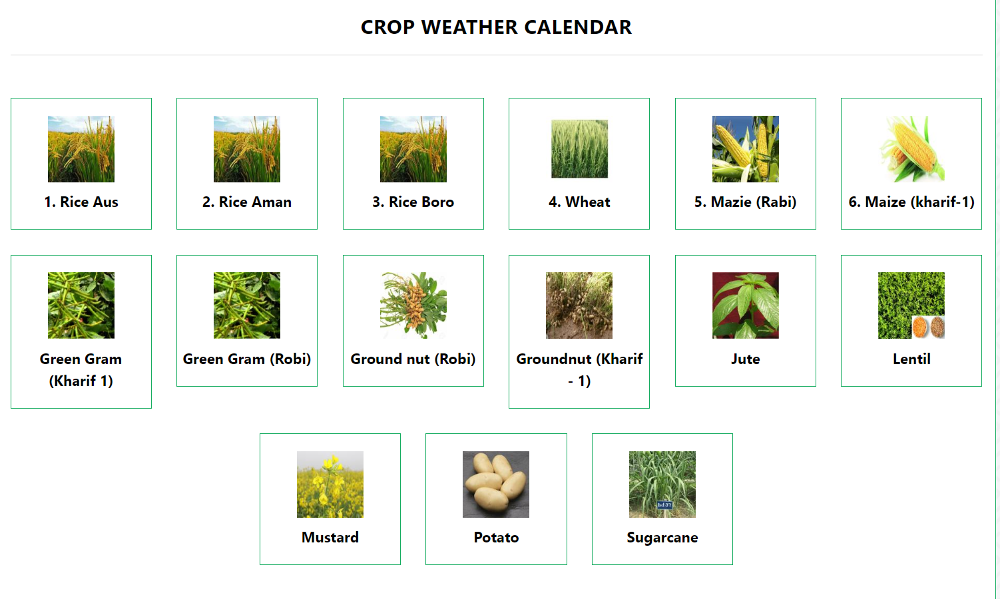 CROP WEATHER CALENDAR
1. Rice Aus
2. Rice Aman
3. Rice Boro
4. Wheat
5. Mazie (Rabi)
6. Maize (kharif-1)
Green Gram
(Kharif 1)
Green Gram (Robi)
Ground nut (Robi)
Groundnut (Kharif
- 1)
Jute
Lentil
Mustard
Potato
Sugarcane